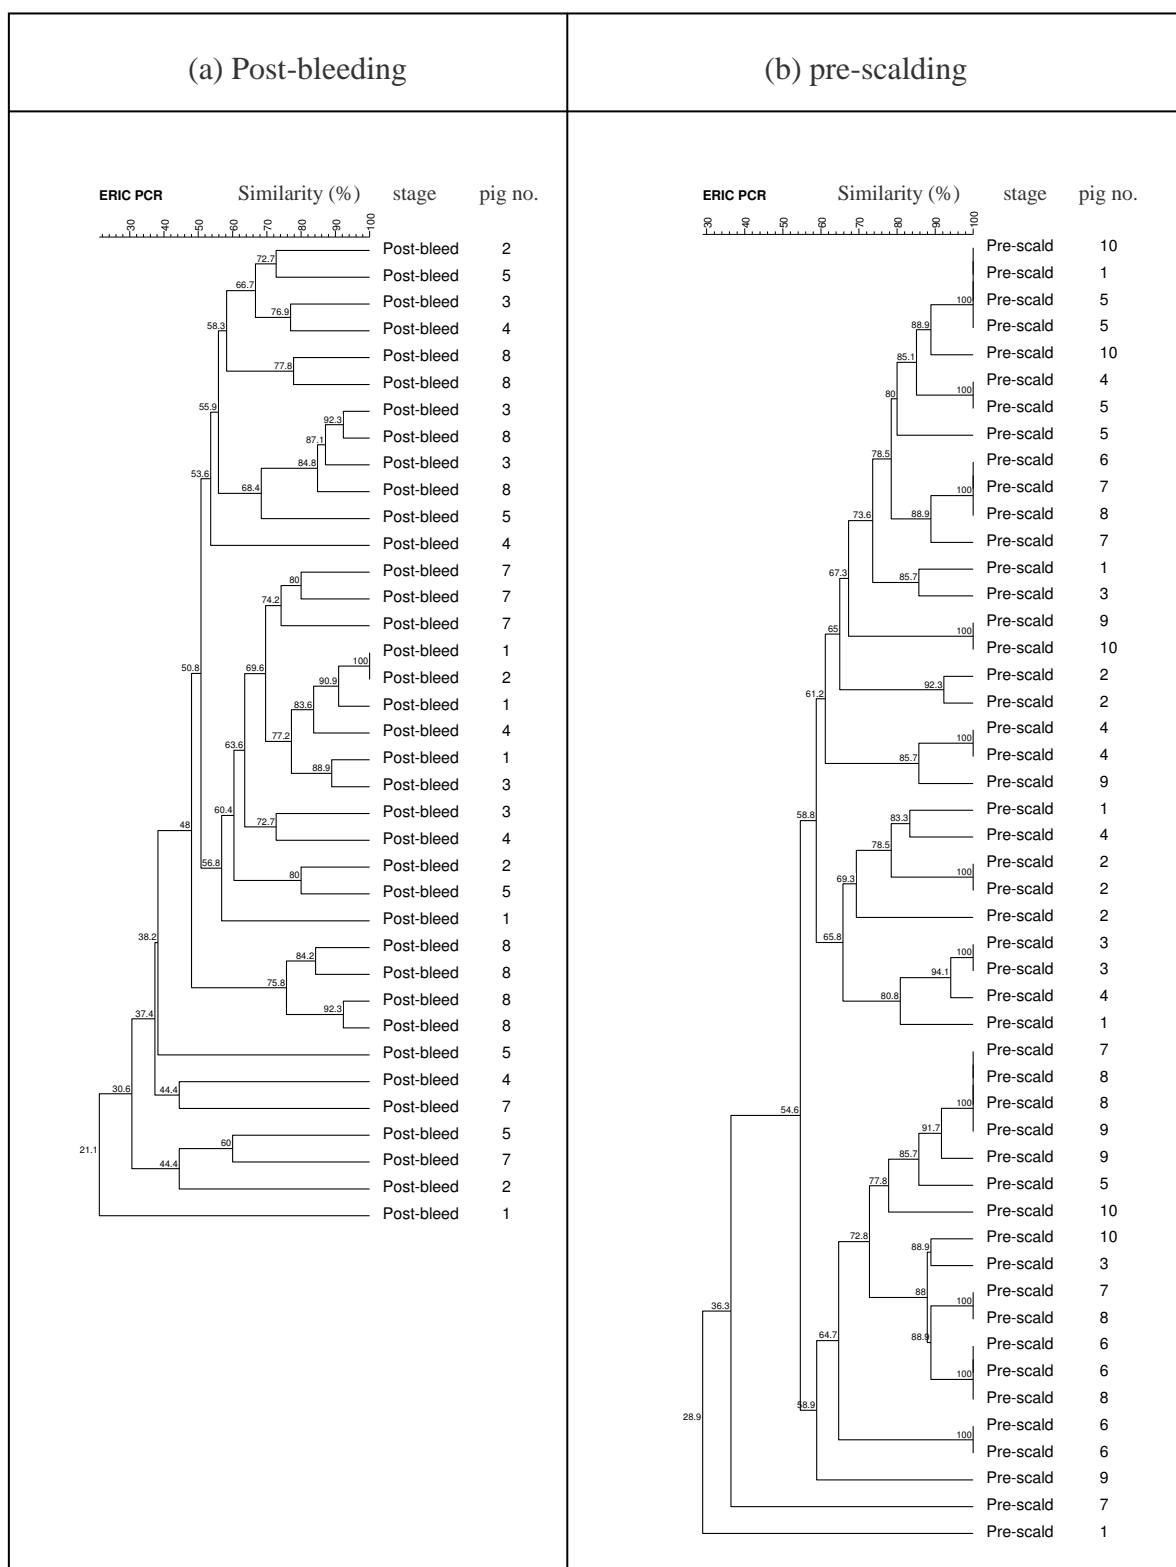 (a) Post-bleeding
(b) pre-scalding
ERIC PCR Similarity (%) stage pig no.
30 40 50 60 70 80 90 100
Post-bleed 2
72.7
Post-bleed 5
66.7
Post-bleed 3
76.9
Post-bleed 4
58.3
Post-bleed 8
77.8
Post-bleed 8
55.9
Post-bleed 3
92.3
Post-bleed 8
87.1
Post-bleed 3
84.8
53.6
Post-bleed 8
68.4
Post-bleed 5
Post-bleed 4
Post-bleed 7
80
Post-bleed 7
74.2
Post-bleed 7
Post-bleed 1
100
50.8
69.6
Post-bleed 2
90.9
Post-bleed 1
83.6
Post-bleed 4
77.2
63.6
Post-bleed 1
88.9
Post-bleed 3
60.4
Post-bleed 3
72.7
48
Post-bleed 4
56.8
Post-bleed 2
80
Post-bleed 5
Post-bleed 1
38.2
Post-bleed 8
84.2
Post-bleed 8
75.8
Post-bleed 8
92.3
37.4
Post-bleed 8
Post-bleed 5
30.6
Post-bleed 4
44.4
Post-bleed 7
Post-bleed 5
60
21.1
Post-bleed 7
44.4
Post-bleed 2
Post-bleed 1
ERIC PCR Similarity (%) stage pig no.
30 40 50 60 70 80 90 100
Pre-scald 10
Pre-scald 1
Pre-scald 5
100
Pre-scald 5
88.9
Pre-scald 10
85.1
Pre-scald 4
100
80
Pre-scald 5
Pre-scald 5
78.5
Pre-scald 6
Pre-scald 7
100
Pre-scald 8
73.6
88.9
Pre-scald 7
Pre-scald 1
67.3
85.7
Pre-scald 3
Pre-scald 9
65
100
Pre-scald 10
Pre-scald 2
92.3
61.2
Pre-scald 2
Pre-scald 4
100
Pre-scald 4
85.7
Pre-scald 9
Pre-scald 1
58.8
83.3
Pre-scald 4
78.5
Pre-scald 2
100
69.3
Pre-scald 2
Pre-scald 2
65.8
Pre-scald 3
100
Pre-scald 3
94.1
80.8
Pre-scald 4
Pre-scald 1
Pre-scald 7
Pre-scald 8
Pre-scald 8
100
54.6
Pre-scald 9
91.7
Pre-scald 9
85.7
Pre-scald 5
77.8
Pre-scald 10
72.8
Pre-scald 10
88.9
Pre-scald 3
Pre-scald 7
88
100
36.3
Pre-scald 8
64.7
88.9
Pre-scald 6
Pre-scald 6
100
Pre-scald 8
58.9
28.9
Pre-scald 6
100
Pre-scald 6
Pre-scald 9
Pre-scald 7
Pre-scald 1